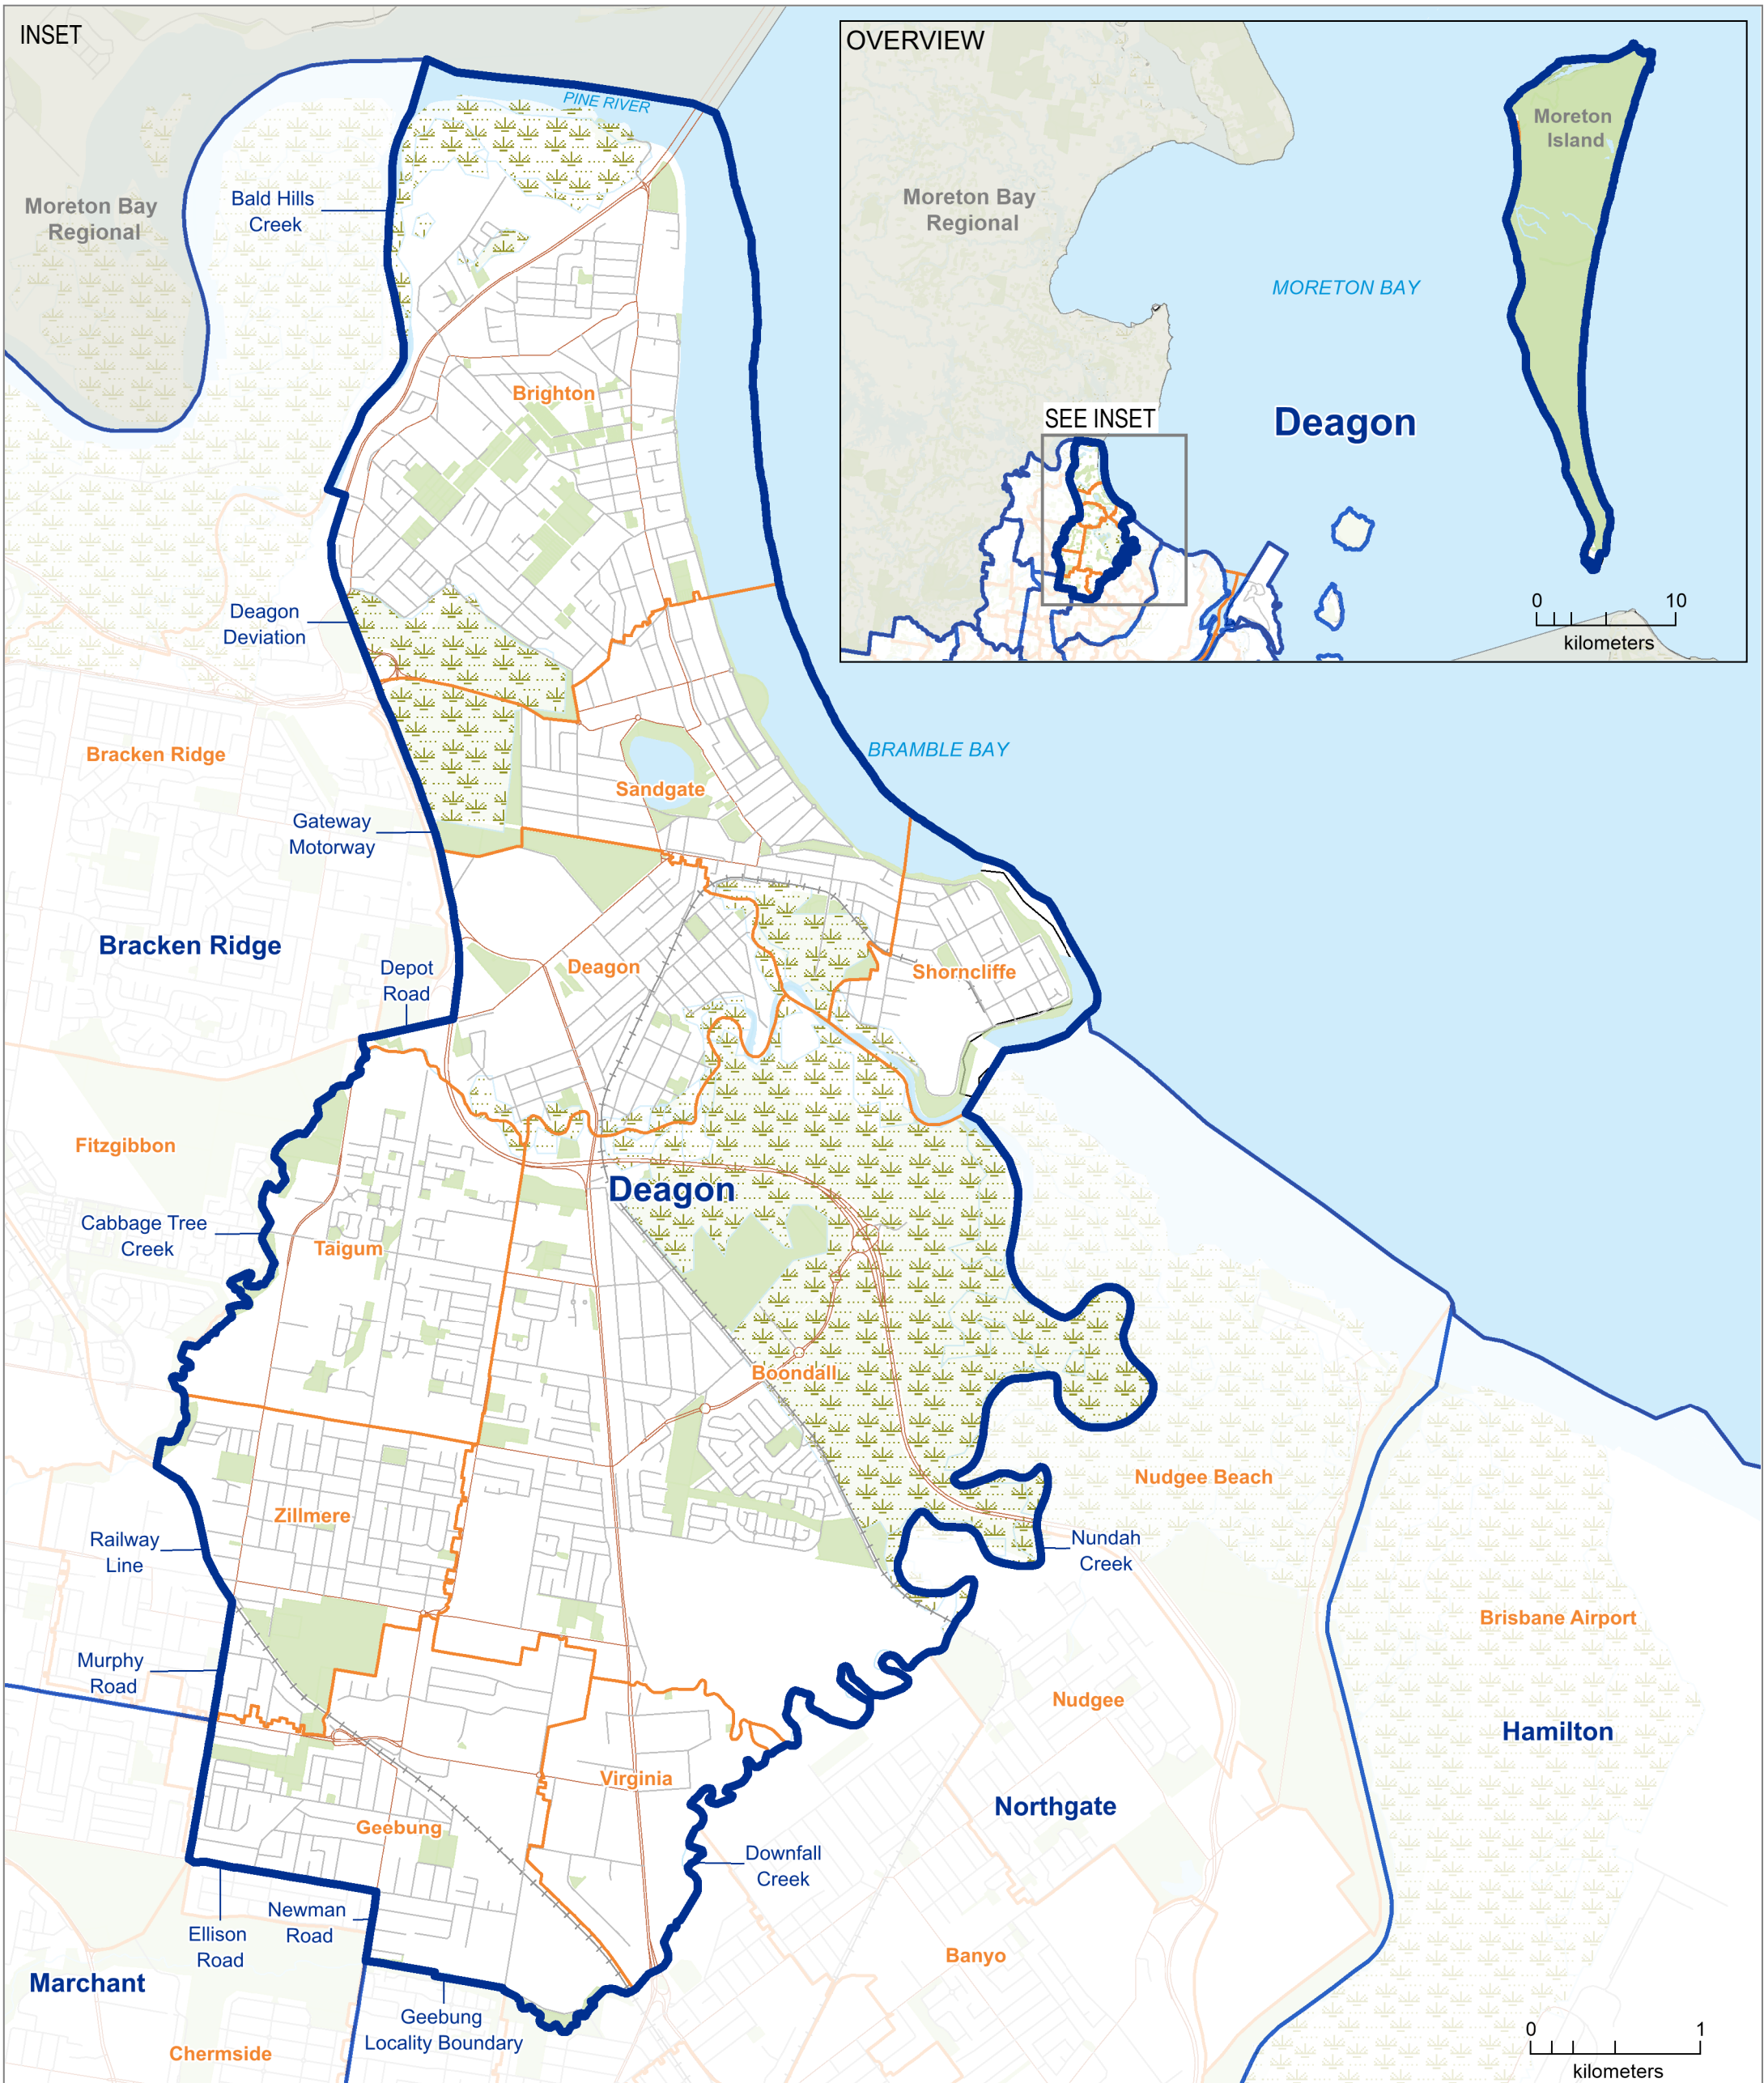 INSET
OVERVIEW
PINE RIVER
Moreton
Island
Moreton Bay
Regional
Bald Hills
Creek
Moreton Bay
Regional
MORETON BAY
Brighton
SEE INSET
Deagon
0 10
kilometers
Deagon
Deviation
Bracken Ridge
BRAMBLE BAY
Sandgate
Gateway
Motorway
Bracken Ridge
Depot
Road
Deagon
Shorncliffe
Fitzgibbon
Deagon
Cabbage Tree
Creek
Taigum
Boondall
Nudgee Beach
Zillmere
Railway
Line
Nundah
Creek
Brisbane Airport
Murphy
Road
Nudgee
Hamilton
Virginia
Northgate
Geebung
Downfall
Creek
Newman
Road
Ellison
Road
Banyo
Marchant
Geebung
Locality Boundary
Chermside
0 1
kilometers